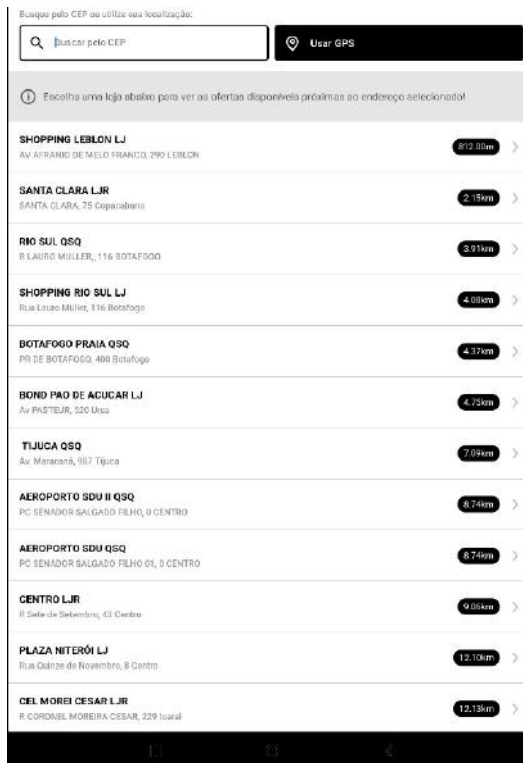 Busque pelo CEP ou utilize sua localização:
Buscar pelo CEP
Usar GPS
Escolha uma loja abaixo para ver as ofertas disponíveis próximas ao endereço selecionado!
SHOPPING LEBLON LJ
812.00m
AV AFRANIO DE MELO FRANCO, 290 LEBLON
SANTA CLARA LJR
2.15km
SANTA CLARA, 75 Copacabana
RIO SUL QSQ
3.91km
R LAURO MULLER,, 116 BOTAFOGO
SHOPPING RIO SUL LJ
4.08km
Rua Lauro Müller, 116 Botafogo
BOTAFOGO PRAIA QSQ
4.37km
PR DE BOTAFOGO, 400 Botafogo
BOND PAO DE ACUCAR LJ
4.75km
Av PASTEUR, 520 Urca
TIJUCA QSQ
7.09km
Av. Maracanã, 987 Tijuca
AEROPORTO SDU II QSQ
8.74km
PC SENADOR SALGADO FILHO, 0 CENTRO
AEROPORTO SDU QSQ
8.74km
PC SENADOR SALGADO FILHO 01, 0 CENTRO
CENTRO LJR
9.06km
R Sete de Setembro, 43 Centro
PLAZA NITERÓI LJ
12.10km
Rua Quinze de Novembro, 8 Centro
CEL MOREI CESAR LJR
12.13km
R CORONEL MOREIRA CESAR, 229 Icaraí